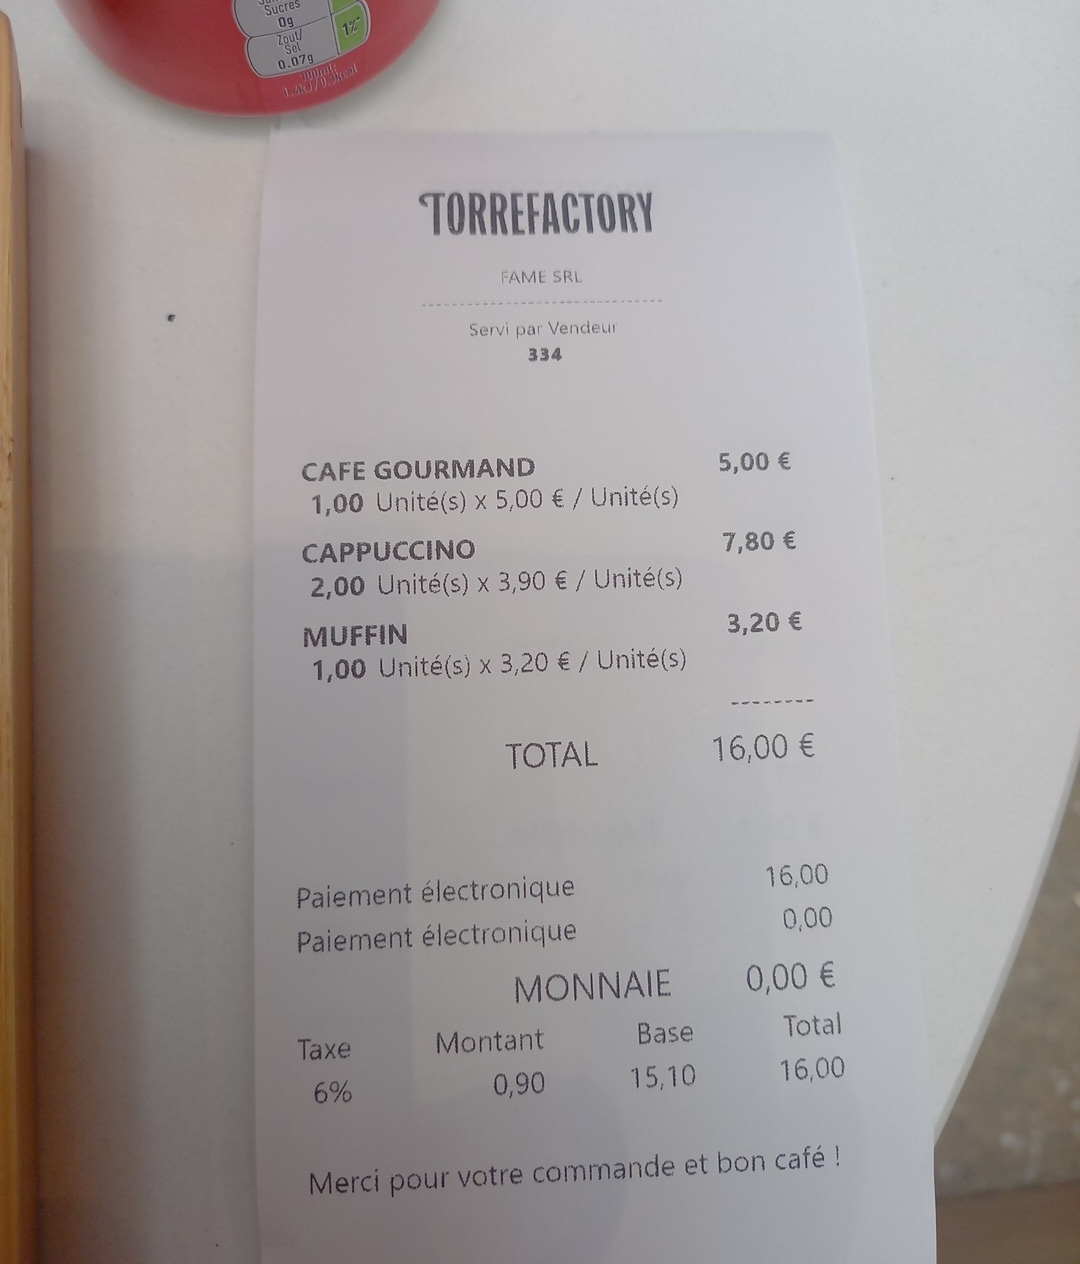 Sucres
0g
Zout/
Sel
0.07g
1%
TORREFACTORY
FAME SRL
Servi par Vendeur
334
CAFE GOURMAND 5,00 €
1,00 Unité(s) x 5,00 € / Unité(s)
CAPPUCCINO 7,80 €
2,00 Unité(s) x 3,90 € / Unité(s)
MUFFIN 3,20 €
1,00 Unité(s) x 3,20 € / Unité(s)
--------
TOTAL 16,00 €
Paiement électronique 16,00
Paiement électronique 0,00
MONNAIE 0,00 €
Taxe Montant Base Total
6% 0,90 15,10 16,00
Merci pour votre commande et bon café !